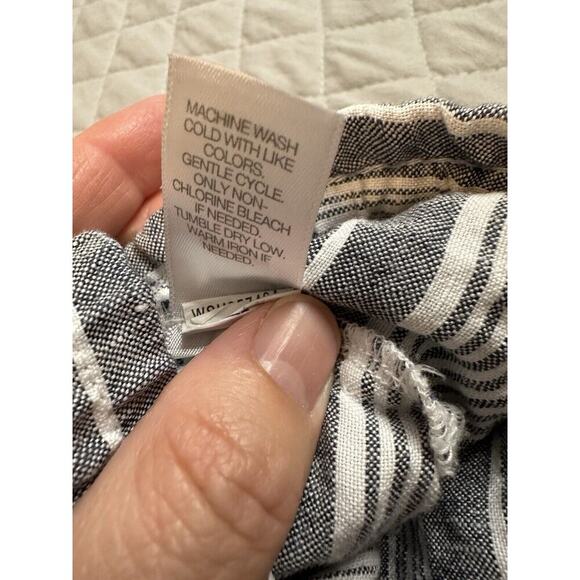 MACHINE WASH
COLD WITH LIKE
COLORS.
GENTLE CYCLE.
ONLY NON-
CHLORINE BLEACH
IF NEEDED.
TUMBLE DRY LOW.
WARM IRON IF
NEEDED.